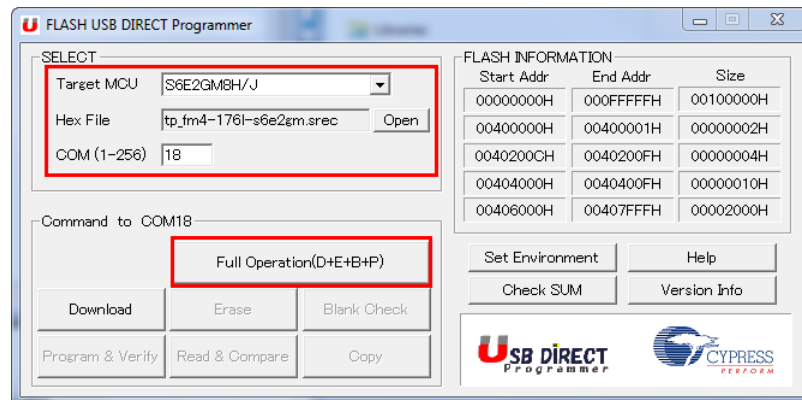 FLASH USB DIRECT Programmer
SELECT
Target MCU S6E2GM8H/J
Hex File tp_fm4-176l-s6e2gm.srec Open
COM (1-256) 18
Command to COM18
Full Operation(D+E+B+P)
Download Erase Blank Check
Program & Verify Read & Compare Copy
FLASH INFORMATION
Start Addr End Addr Size
00000000H 000FFFFFH 00100000H
00400000H 00400001H 00000002H
0040200CH 0040200FH 00000004H
00404000H 0040400FH 00000010H
00406000H 00407FFFH 00002000H
Set Environment Help
Check SUM Version Info
USB DIRECT
Programmer
CYPRESS
PERFORM